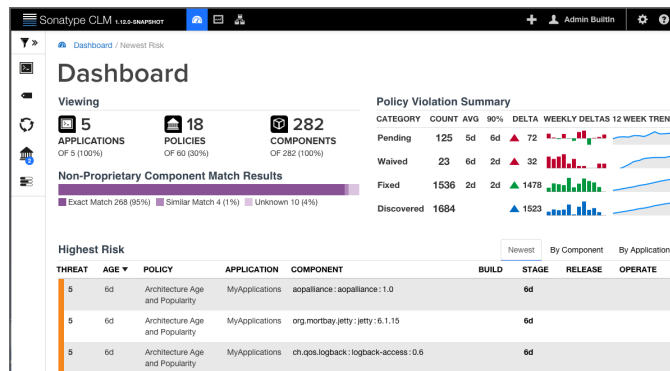 Sonatype CLM 1.12.0-SNAPSHOT
Admin BuiltIn
Dashboard / Newest Risk
Dashboard
Viewing
5
APPLICATIONS
OF 5 (100%)
18
POLICIES
OF 60 (30%)
282
COMPONENTS
OF 282 (100%)
Non-Proprietary Component Match Results
Exact Match 268 (95%) Similar Match 4 (1%) Unknown 10 (4%)
Policy Violation Summary
CATEGORY COUNT AVG 90% DELTA WEEKLY DELTAS 12 WEEK TREN
Pending 125 5d 6d 72
Waived 23 6d 2d 32
Fixed 1536 2d 2d 1478
Discovered 1684 1523
2
Highest Risk
Newest By Component By Application
THREAT AGE POLICY APPLICATION COMPONENT BUILD STAGE RELEASE OPERATE
5 6d Architecture Age MyApplications aopalliance : aopalliance : 1.0 6d
and Popularity
5 6d Architecture Age MyApplications org.mortbay.jetty : jetty : 6.1.15 6d
and Popularity
5 6d Architecture Age MyApplications ch.qos.logback : logback-access : 0.6 6d
and Popularity